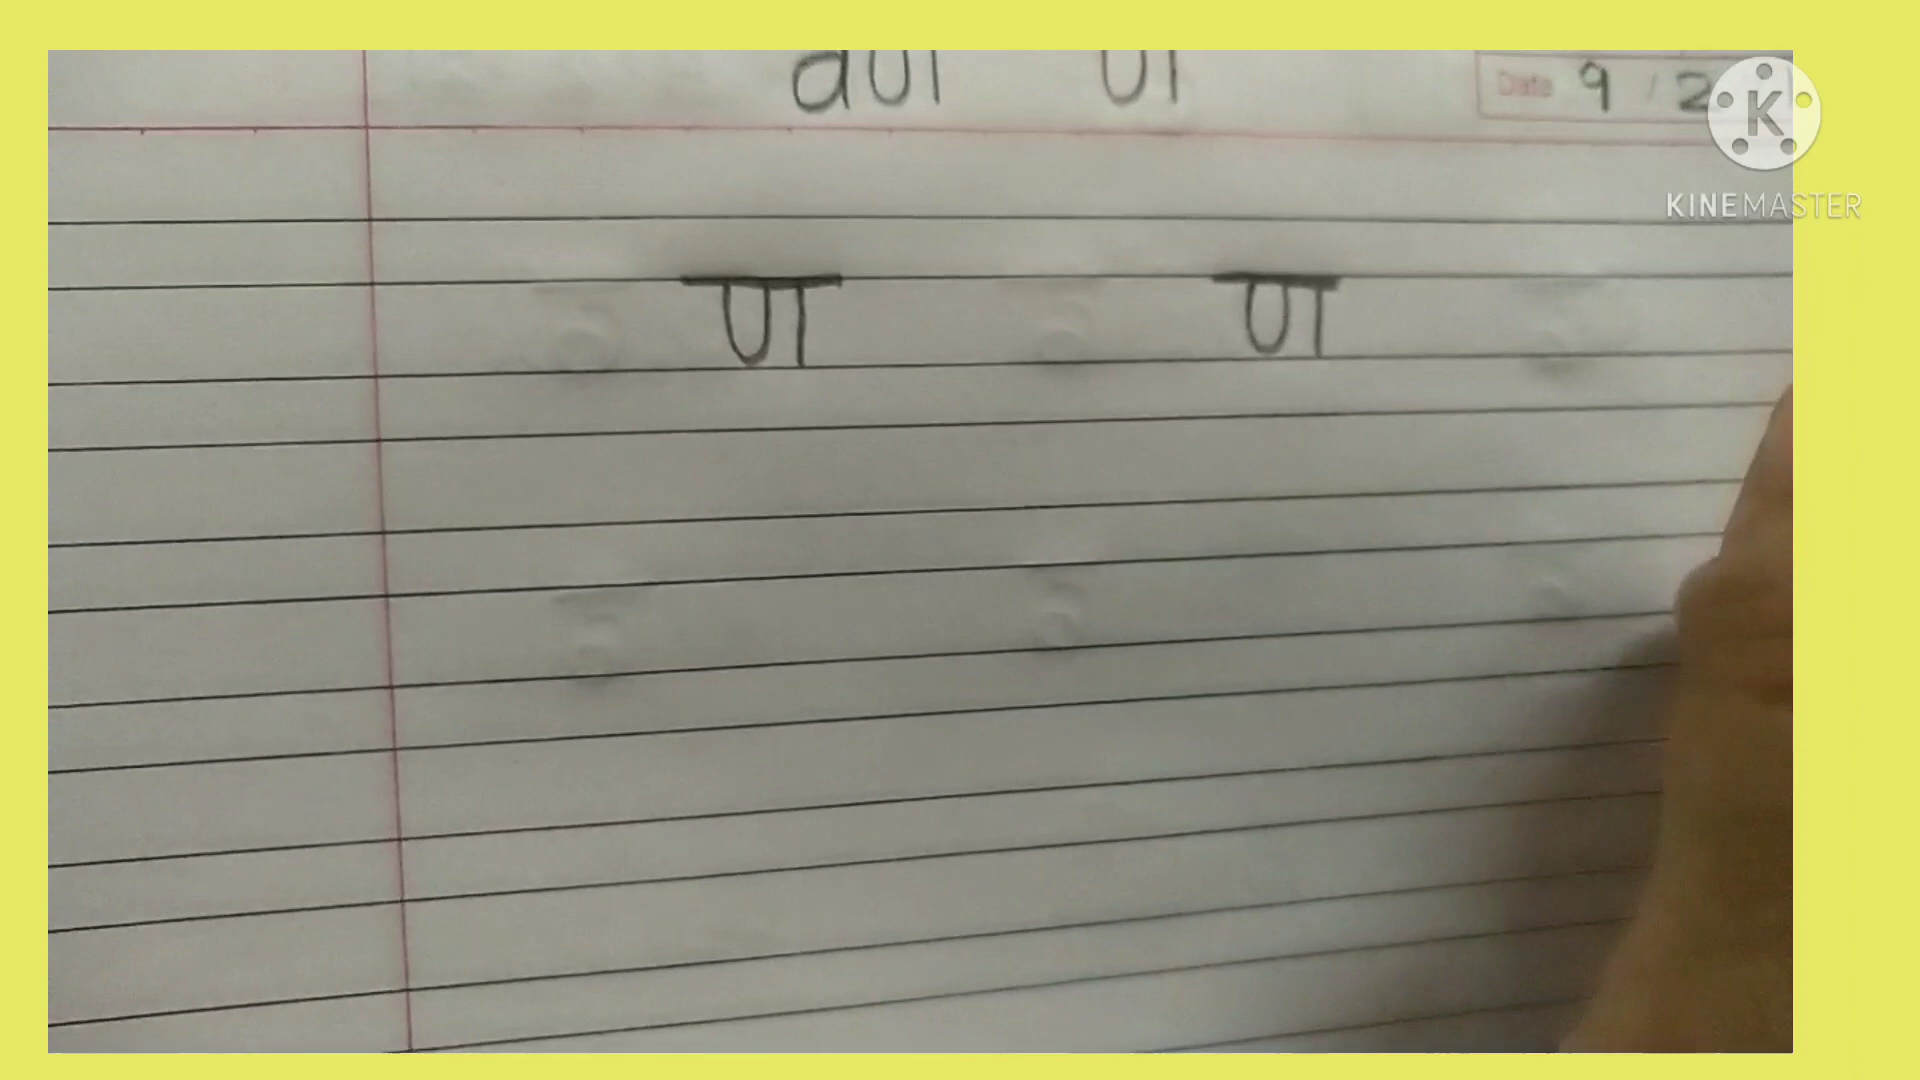 Date 9 / 2
K
KINEMASTER
ण ण